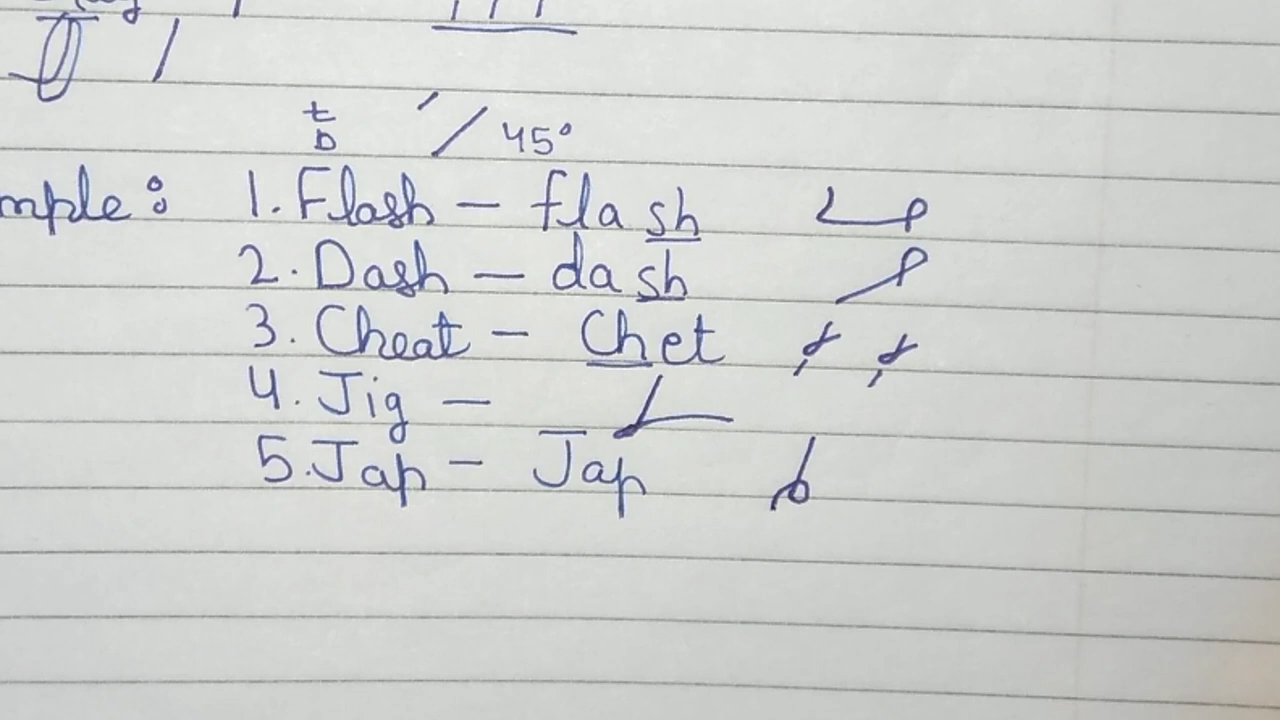 t
D 45°
mple: 1. Flash - flash
2. Dash - dash
3. Cheat - Chet
4. Jig -
5. Jap - Jap